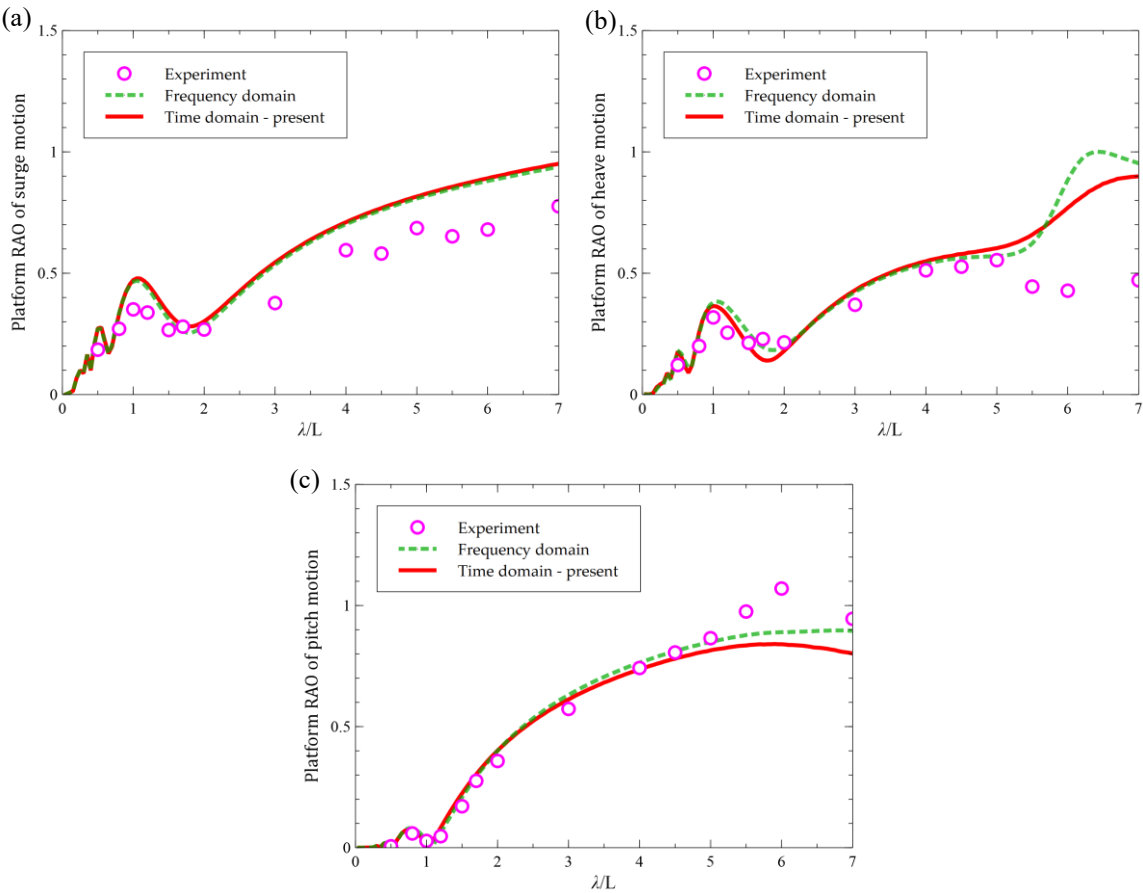 (a)
Platform RAO of surge motion
1.5
1
0.5
0
Experiment
Frequency domain
Time domain - present
0 1 2 3 4 5 6 7
λ/L
(b)
Platform RAO of heave motion
1.5
1
0.5
0
Experiment
Frequency domain
Time domain - present
0 1 2 3 4 5 6 7
λ/L
(c)
Platform RAO of pitch motion
1.5
1
0.5
0
Experiment
Frequency domain
Time domain - present
0 1 2 3 4 5 6 7
λ/L